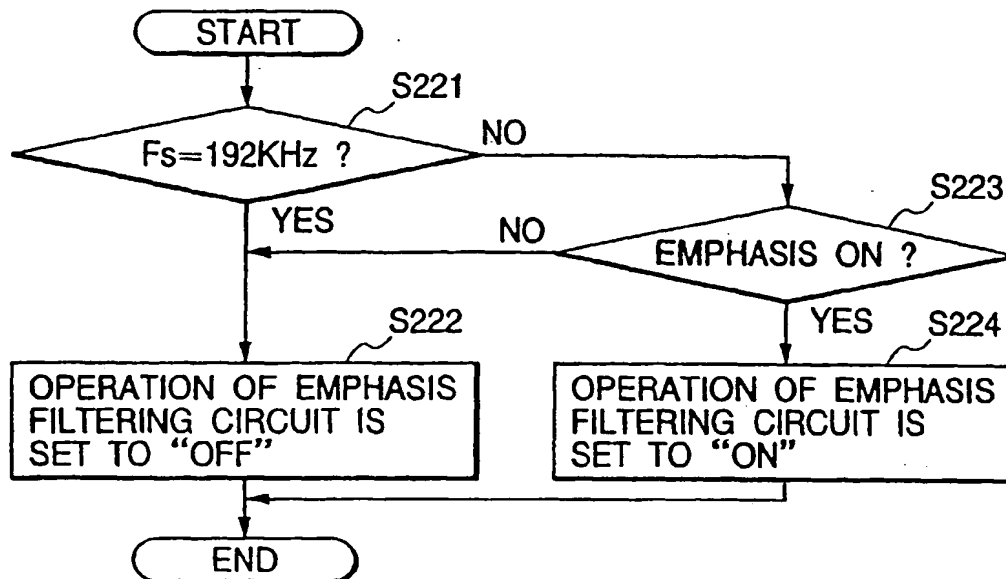 START
S221
Fs=192KHz ?
NO
YES
S223
EMPHASIS ON ?
NO
YES
S222
OPERATION OF EMPHASIS
FILTERING CIRCUIT IS
SET TO “OFF”
S224
OPERATION OF EMPHASIS
FILTERING CIRCUIT IS
SET TO “ON”
END